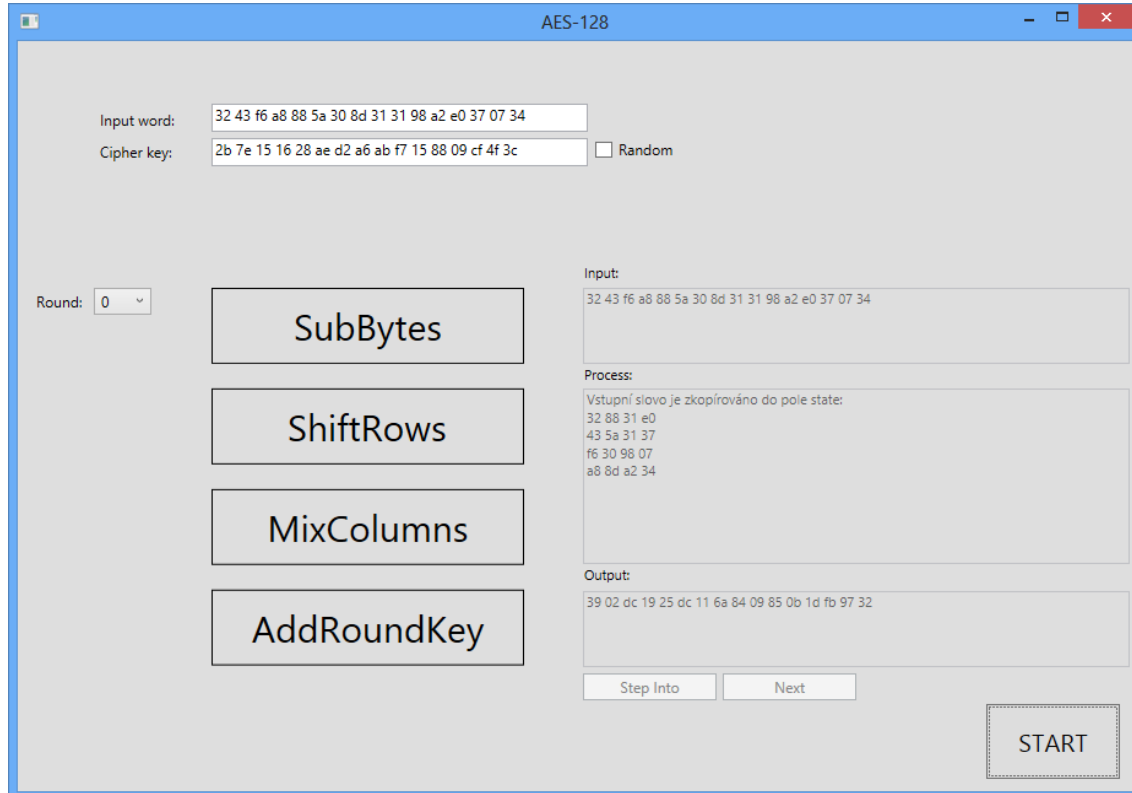 AES-128
Input word: 32 43 f6 a8 88 5a 30 8d 31 31 98 a2 e0 37 07 34
Cipher key: 2b 7e 15 16 28 ae d2 a6 ab f7 15 88 09 cf 4f 3c Random
Round: 0
SubBytes
ShiftRows
MixColumns
AddRoundKey
Input:
32 43 f6 a8 88 5a 30 8d 31 31 98 a2 e0 37 07 34
Process:
Vstupní slovo je zkopírováno do pole state:
32 88 31 e0
43 5a 31 37
f6 30 98 07
a8 8d a2 34
Output:
39 02 dc 19 25 dc 11 6a 84 09 85 0b 1d fb 97 32
Step Into Next
START